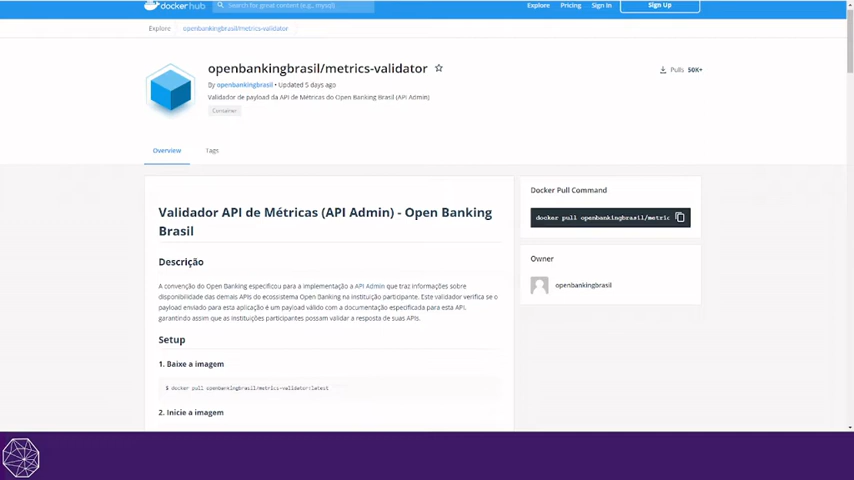 docker hub
Search for great content (e.g., mysql)
Explore
Pricing
Sign In
Sign Up
Explore
openbankingbrasil/metrics-validator
openbankingbrasil/metrics-validator
By openbankingbrasil • Updated 5 days ago
Validador de payload da API de Métricas do Open Banking Brasil (API Admin)
Container
Pulls 50K+
Overview
Tags
Validador API de Métricas (API Admin) - Open Banking
Brasil
Descrição
A convenção do Open Banking especificou para a implementação a API Admin que traz informações sobre
disponibilidade das demais APIs do ecossistema Open Banking na instituição participante. Este validador verifica se o
payload enviado para esta aplicação é um payload válido com a documentação especificada para esta API,
garantindo assim que as instituições participantes possam validar a resposta de suas APIs.
Setup
1. Baixe a imagem
$ docker pull openbankingbrasil/metrics-validator:latest
2. Inicie a imagem
Docker Pull Command
docker pull openbankingbrasil/metric
Owner
openbankingbrasil